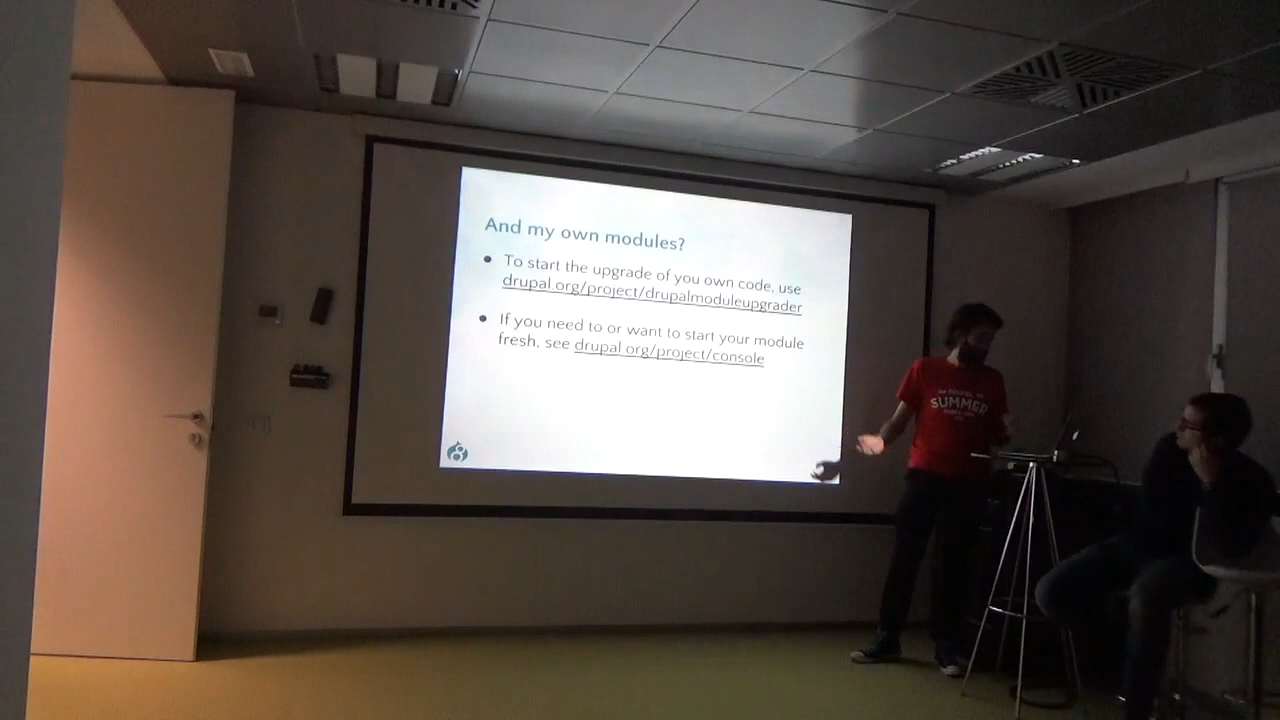 And my own modules?
To start the upgrade of you own code, use
drupal.org/project/drupalmoduleupgrader
If you need to or want to start your module
fresh, see drupal.org/project/console
8
SUMMER